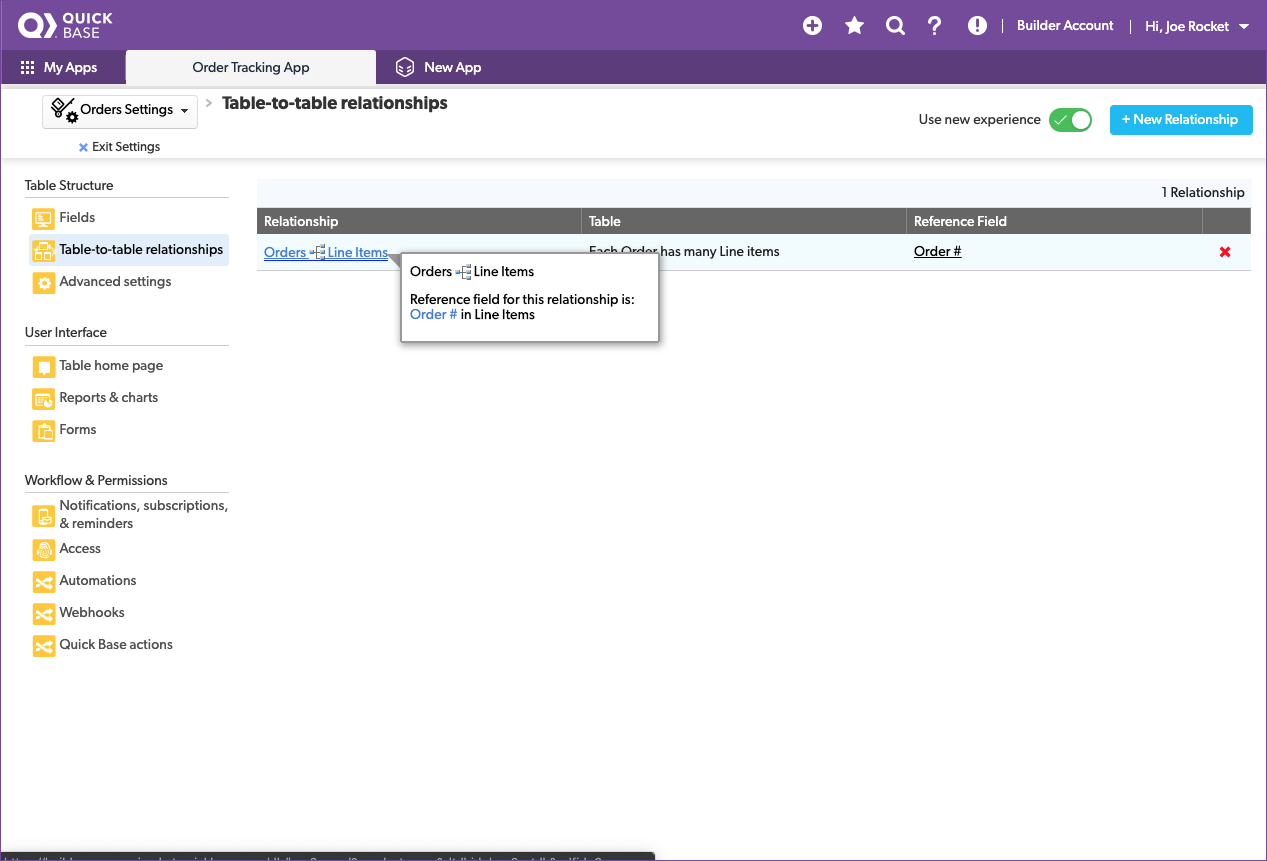 QUICK
BASE
Builder Account
Hi, Joe Rocket
My Apps
Order Tracking App
New App
Orders Settings
> Table-to-table relationships
Use new experience
+ New Relationship
Exit Settings
Table Structure
Fields
Table-to-table relationships
Advanced settings
User Interface
Table home page
Reports & charts
Forms
Workflow & Permissions
Notifications, subscriptions,
& reminders
Access
Automations
Webhooks
Quick Base actions
1 Relationship
Relationship Table Reference Field
Orders Line Items Each Order has many Line items Order #
Orders Line Items
Reference field for this relationship is:
Order # in Line Items